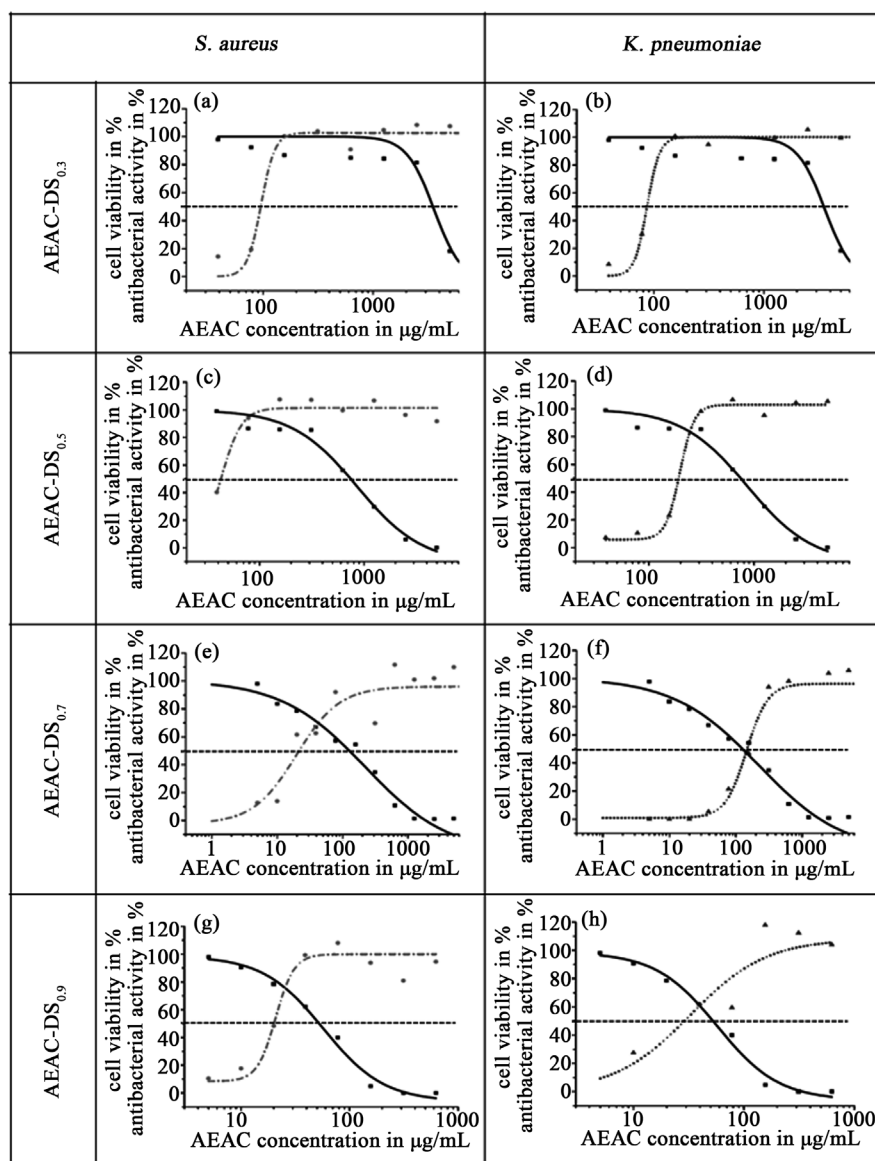 S. aureus
K. pneumoniae
AEAC-DS0.3
(a)
cell viability in %
antibacterial activity in %
120
100
80
60
40
20
0
100
1000
AEAC concentration in μg/mL
(b)
cell viability in %
antibacterial activity in %
120
100
80
60
40
20
0
100
1000
AEAC concentration in μg/mL
AEAC-DS0.5
(c)
cell viability in %
antibacterial activity in %
120
100
80
60
40
20
0
100
1000
AEAC concentration in μg/mL
(d)
cell viability in %
antibacterial activity in %
120
100
80
60
40
20
0
100
1000
AEAC concentration in μg/mL
AEAC-DS0.7
(e)
cell viability in %
antibacterial activity in %
120
100
80
60
40
20
0
1
10
100
1000
AEAC concentration in μg/mL
(f)
cell viability in %
antibacterial activity in %
120
100
80
60
40
20
0
1
10
100
1000
AEAC concentration in μg/mL
AEAC-DS0.9
(g)
cell viability in %
antibacterial activity in %
120
100
80
60
40
20
0
10
100
1000
AEAC concentration in μg/mL
(h)
cell viability in %
antibacterial activity in %
120
100
80
60
40
20
0
10
100
1000
AEAC concentration in μg/mL